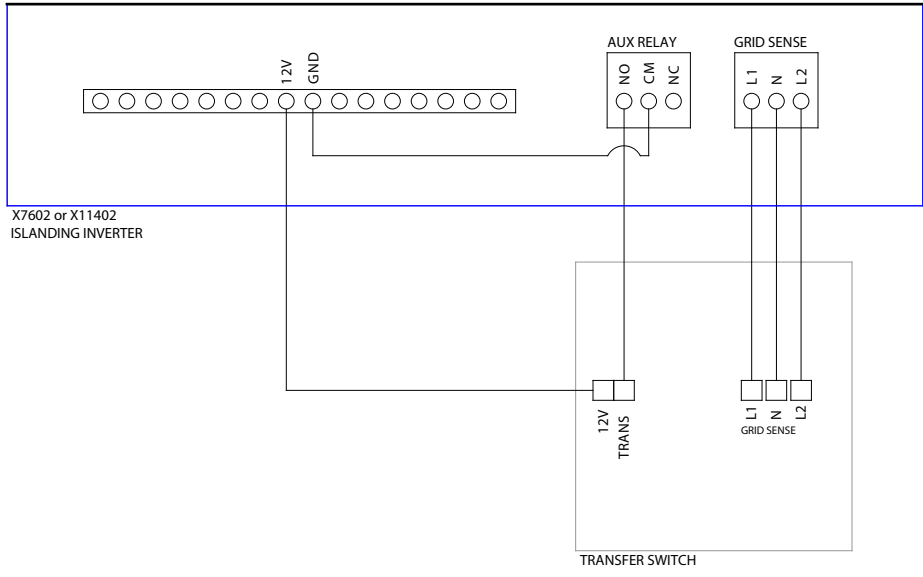 AUX RELAY
GRID SENSE
12V
GND
NO
CM
NC
L1
N
L2
X7602 or X11402
ISLANDING INVERTER
12V
TRANS
L1
N
L2
GRID SENSE
TRANSFER SWITCH